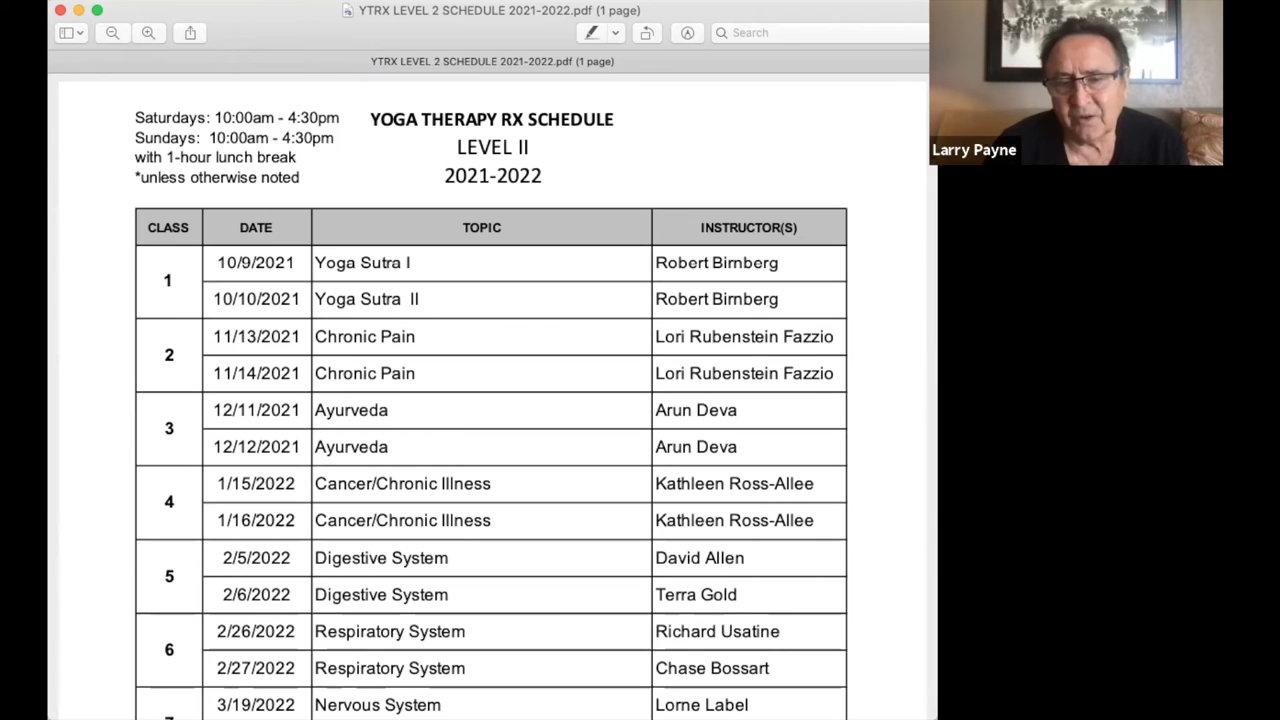 YTRX LEVEL 2 SCHEDULE 2021-2022.pdf (1 page)
Search
YTRX LEVEL 2 SCHEDULE 2021-2022.pdf (1 page)
Larry Payne
Saturdays: 10:00am - 4:30pm
Sundays: 10:00am - 4:30pm
with 1-hour lunch break
*unless otherwise noted
YOGA THERAPY RX SCHEDULE
LEVEL II
2021-2022
CLASS DATE TOPIC INSTRUCTOR(S)
1 10/9/2021 Yoga Sutra I Robert Birnberg
10/10/2021 Yoga Sutra II Robert Birnberg
2 11/13/2021 Chronic Pain Lori Rubenstein Fazzio
11/14/2021 Chronic Pain Lori Rubenstein Fazzio
3 12/11/2021 Ayurveda Arun Deva
12/12/2021 Ayurveda Arun Deva
4 1/15/2022 Cancer/Chronic Illness Kathleen Ross-Allee
1/16/2022 Cancer/Chronic Illness Kathleen Ross-Allee
5 2/5/2022 Digestive System David Allen
2/6/2022 Digestive System Terra Gold
6 2/26/2022 Respiratory System Richard Usatine
2/27/2022 Respiratory System Chase Bossart
3/19/2022 Nervous System Lorne Label